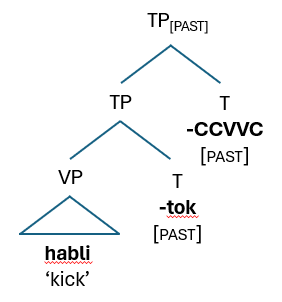 TP[PAST]
TP T
-CCVVC
[PAST]
VP T
-tok
[PAST]
habli
‘kick’